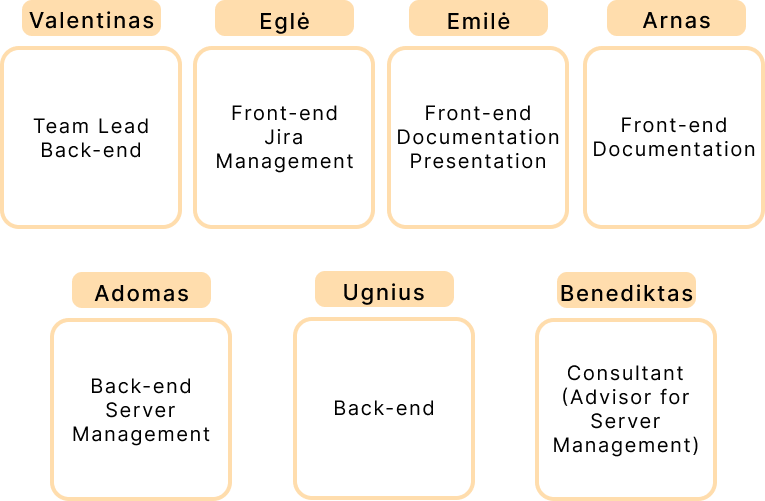 Valentinas
Team Lead
Back-end
Eglė
Front-end
Jira
Management
Emilė
Front-end
Documentation
Presentation
Arnas
Front-end
Documentation
Adomas
Back-end
Server
Management
Ugnius
Back-end
Benediktas
Consultant
(Advisor for
Server
Management)